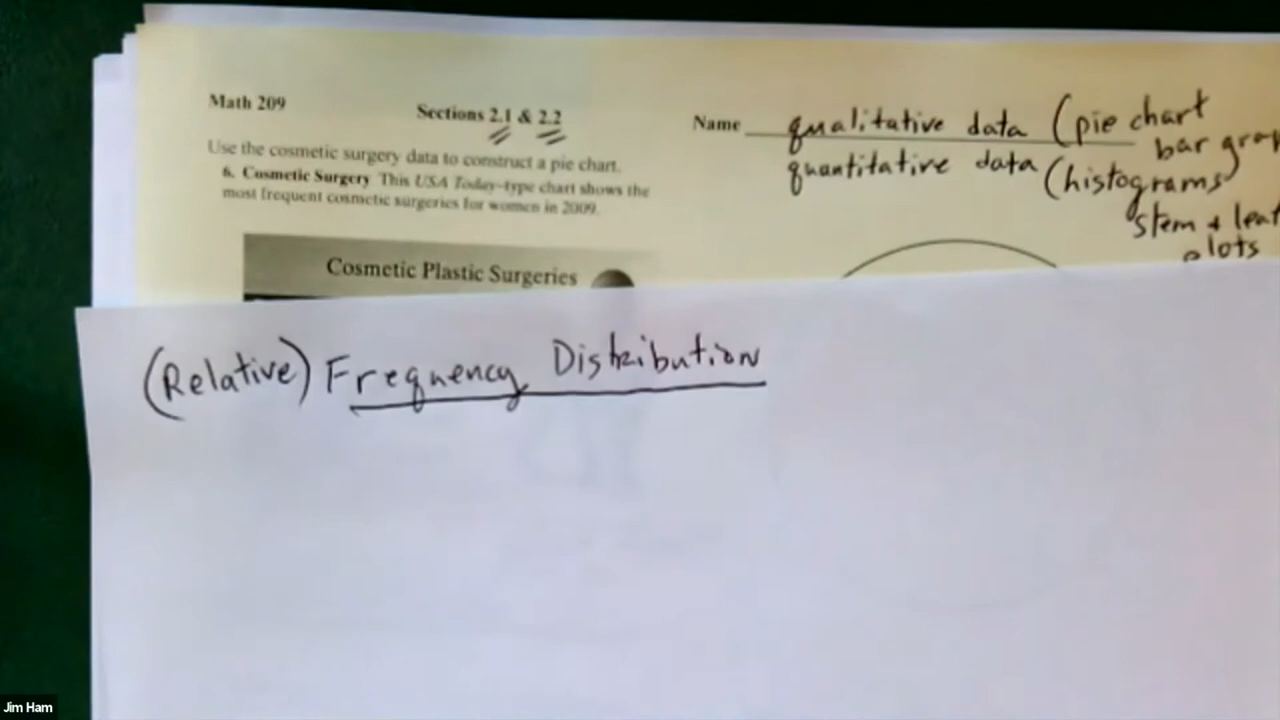 Math 209
Sections 2.1 & 2.2
Name qualitative data (pie chart
bar grap
quantitative data (histograms
stem & leaf
plots
Use the cosmetic surgery data to construct a pie chart.
6. Cosmetic Surgery This USA Today-type chart shows the
most frequent cosmetic surgeries for women in 2009.
Cosmetic Plastic Surgeries
(Relative) Frequency Distribution
Jim Ham